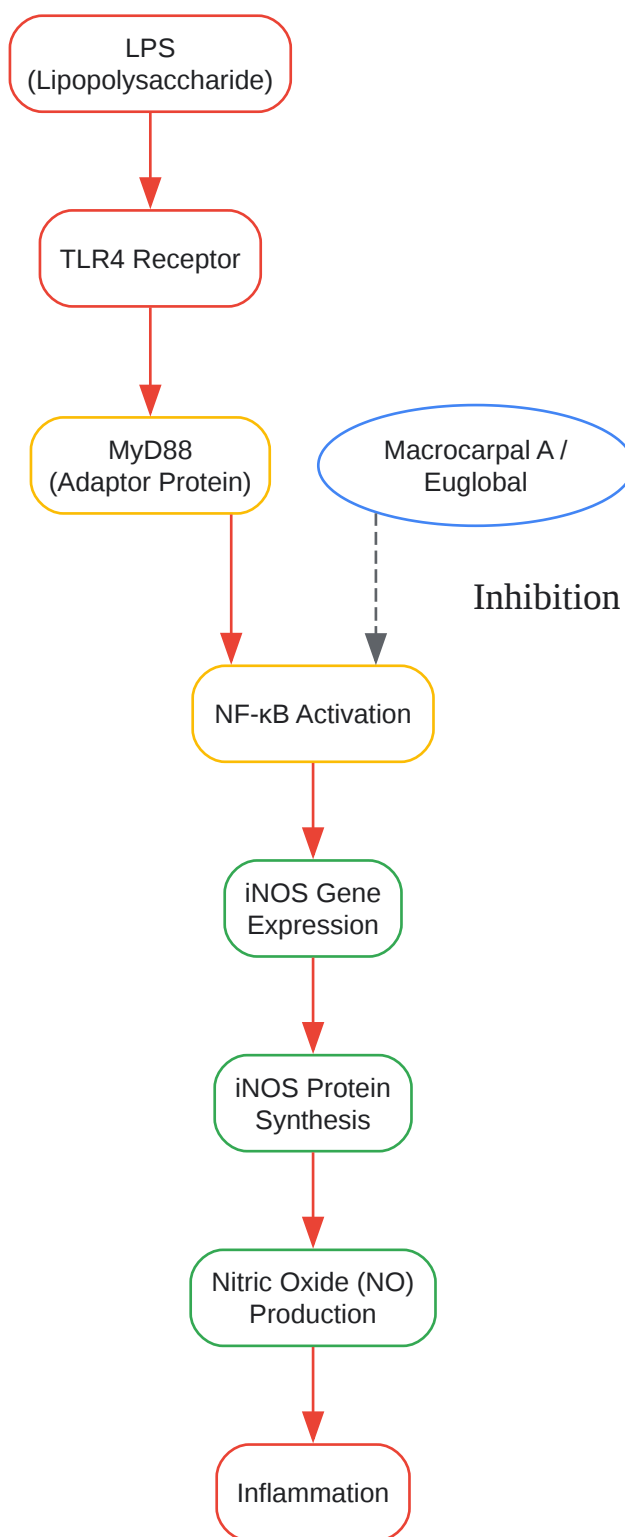 LPS
(Lipopolysaccharide)
TLR4 Receptor
MyD88
(Adaptor Protein)
Macrocarpal A /
Euglobal
Inhibition
NF-κB Activation
iNOS Gene
Expression
iNOS Protein
Synthesis
Nitric Oxide (NO)
Production
Inflammation